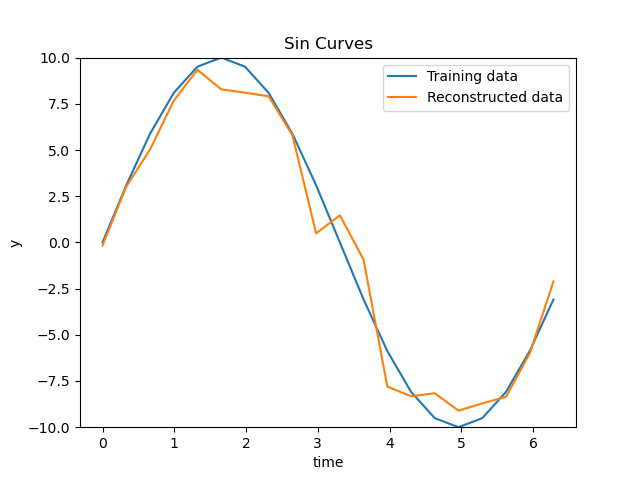 Sin Curves
Training data
Reconstructed data
10.0
7.5
5.0
2.5
0.0
−2.5
−5.0
−7.5
−10.0
y
0 1 2 3 4 5 6
time